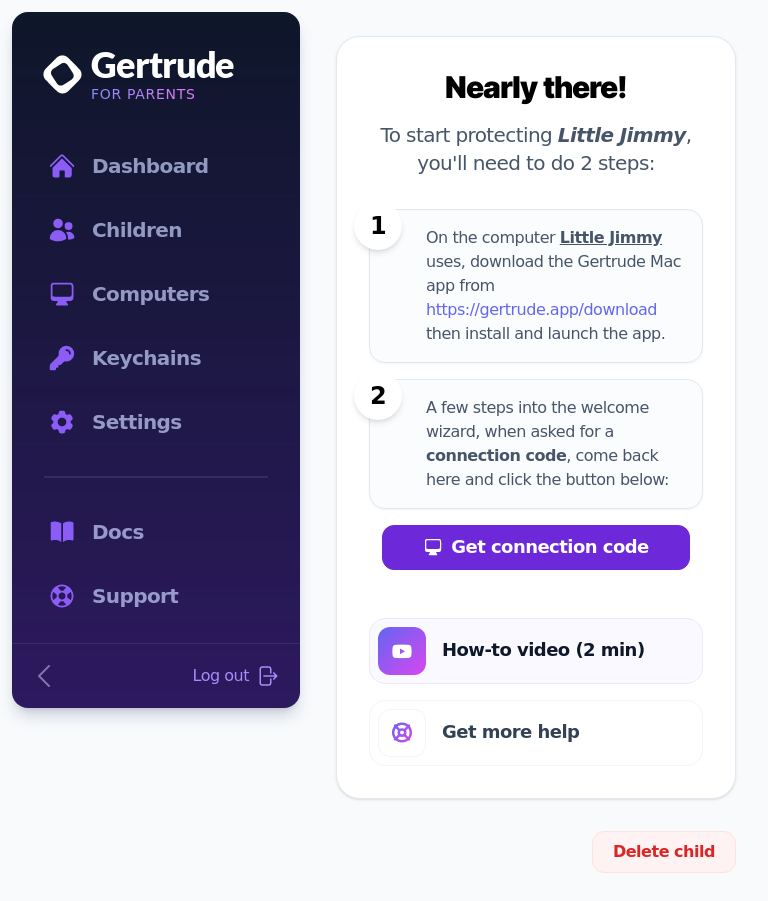 Gertrude
FOR PARENTS
Dashboard
Children
Computers
Keychains
Settings
Docs
Support
Log out
Nearly there!
To start protecting Little Jimmy,
you'll need to do 2 steps:
1
On the computer Little Jimmy
uses, download the Gertrude Mac
app from
https://gertrude.app/download
then install and launch the app.
2
A few steps into the welcome
wizard, when asked for a
connection code, come back
here and click the button below:
Get connection code
How-to video (2 min)
Get more help
Delete child